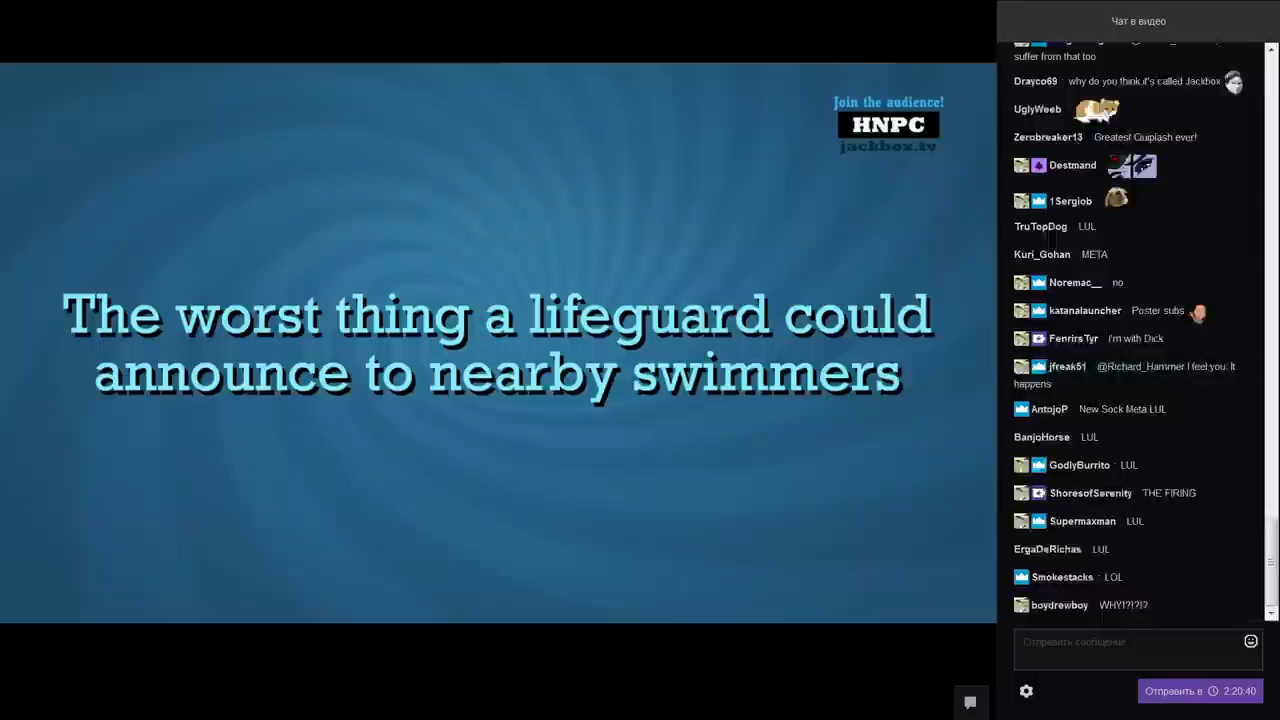 Join the audience!
HNPC
jackbox.tv
The worst thing a lifeguard could
announce to nearby swimmers
Чат в видео
suffer from that too
Drayco69 : why do you think it's called Jackbox
UglyWeeb
Zerobreaker13 Greatest Quiplash ever!
Destmand
1Sergiob
TruTopDog LUL
Kuri_Gohan META
Noremac__ no
katanalauncher Poster subs
FenrirsTyr I'm with Dick
jfreak51 @Richard_Hammer I feel you. It
happens
AntojoP New Sock Meta LUL
BanjoHorse LUL
GodlyBurrito LUL
ShoresofSerenity THE FIRING
Supermaxman LUL
ErgaDeRichas LUL
Smokestacks : LOL
boydrewboy WHY!?!?!?
Отправить сообщение
Отправить в 2:20:40